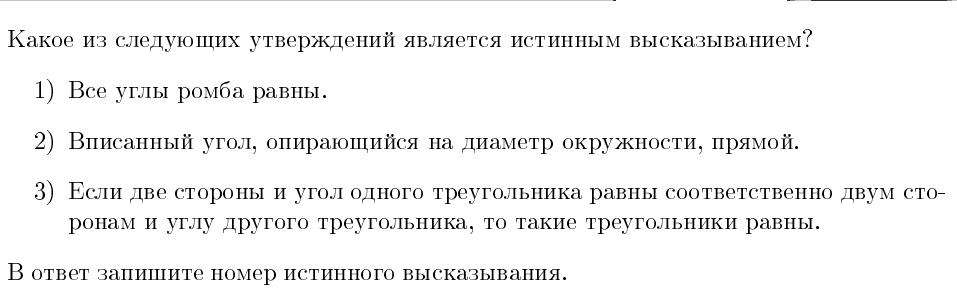 Какое из следующих утверждений является истинным высказыванием?
1) Все углы ромба равны.
2) Вписанный угол, опирающийся на диаметр окружности, прямой.
3) Если две стороны и угол одного треугольника равны соответственно двум сто-
ронам и углу другого треугольника, то такие треугольники равны.
В ответ запишите номер истинного высказывания.